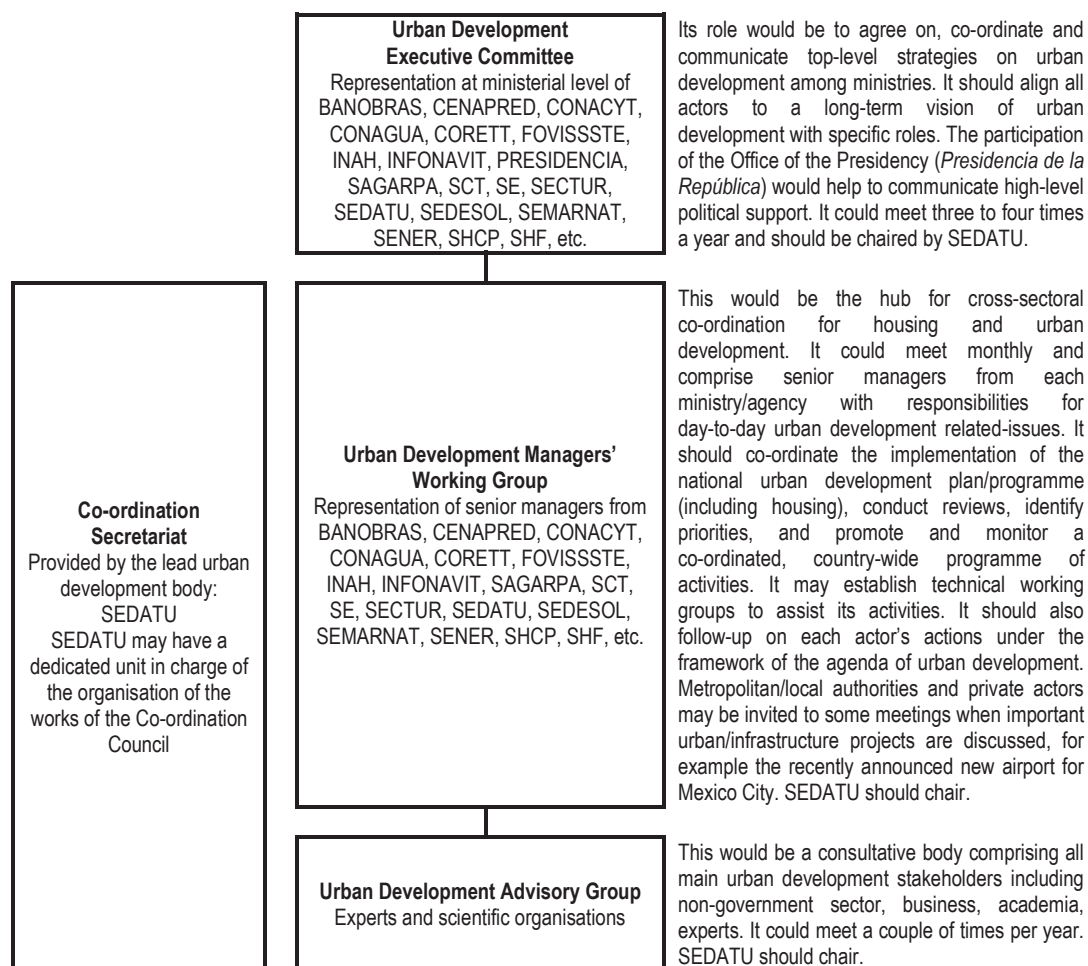 Urban Development
Executive Committee
Representation at ministerial level of
BANOBRAS, CENAPRED, CONACYT,
CONAGUA, CORETT, FOVISSSTE,
INAH, INFONAVIT, PRESIDENCIA,
SAGARPA, SCT, SE, SECTUR,
SEDATU, SEDESOL, SEMARNAT,
SENER, SHCP, SHF, etc.
Its role would be to agree on, co-ordinate and
communicate top-level strategies on urban
development among ministries. It should align all
actors to a long-term vision of urban
development with specific roles. The participation
of the Office of the Presidency (Presidencia de la
República) would help to communicate high-level
political support. It could meet three to four times
a year and should be chaired by SEDATU.
Co-ordination
Secretariat
Provided by the lead urban
development body:
SEDATU
SEDATU may have a
dedicated unit in charge of
the organisation of the
works of the Co-ordination
Council
Urban Development Managers'
Working Group
Representation of senior managers from
BANOBRAS, CENAPRED, CONACYT,
CONAGUA, CORETT, FOVISSSTE,
INAH, INFONAVIT, SAGARPA, SCT,
SE, SECTUR, SEDATU, SEDESOL,
SEMARNAT, SENER, SHCP, SHF, etc.
This would be the hub for cross-sectoral
co-ordination for housing and urban
development. It could meet monthly and
comprise senior managers from each
ministry/agency with responsibilities for
day-to-day urban development related-issues. It
should co-ordinate the implementation of the
national urban development plan/programme
(including housing), conduct reviews, identify
priorities, and promote and monitor a
co-ordinated, country-wide programme of
activities. It may establish technical working
groups to assist its activities. It should also
follow-up on each actor's actions under the
framework of the agenda of urban development.
Metropolitan/local authorities and private actors
may be invited to some meetings when important
urban/infrastructure projects are discussed, for
example the recently announced new airport for
Mexico City. SEDATU should chair.
Urban Development Advisory Group
Experts and scientific organisations
This would be a consultative body comprising all
main urban development stakeholders including
non-government sector, business, academia,
experts. It could meet a couple of times per year.
SEDATU should chair.